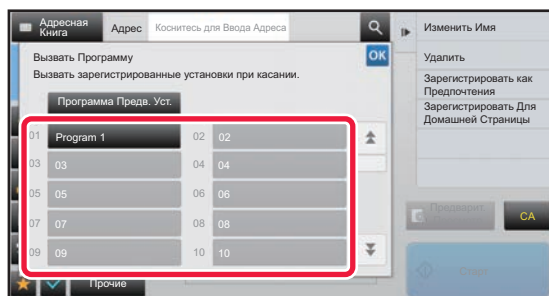 Адресная
Книга
Адрес
Коснитесь для Ввода Адреса
Изменить Имя
Вызвать Программу
OK
Удалить
Вызвать зарегистрированные установки при касании.
Зарегистрировать как
Предпочтения
Программа Предв. Уст.
Зарегистрировать Для
Домашней Страницы
01 Program 1 02 02
03 03 04 04
05 05 06 06
07 07 08 08
09 09 10 10
CA
Прочие